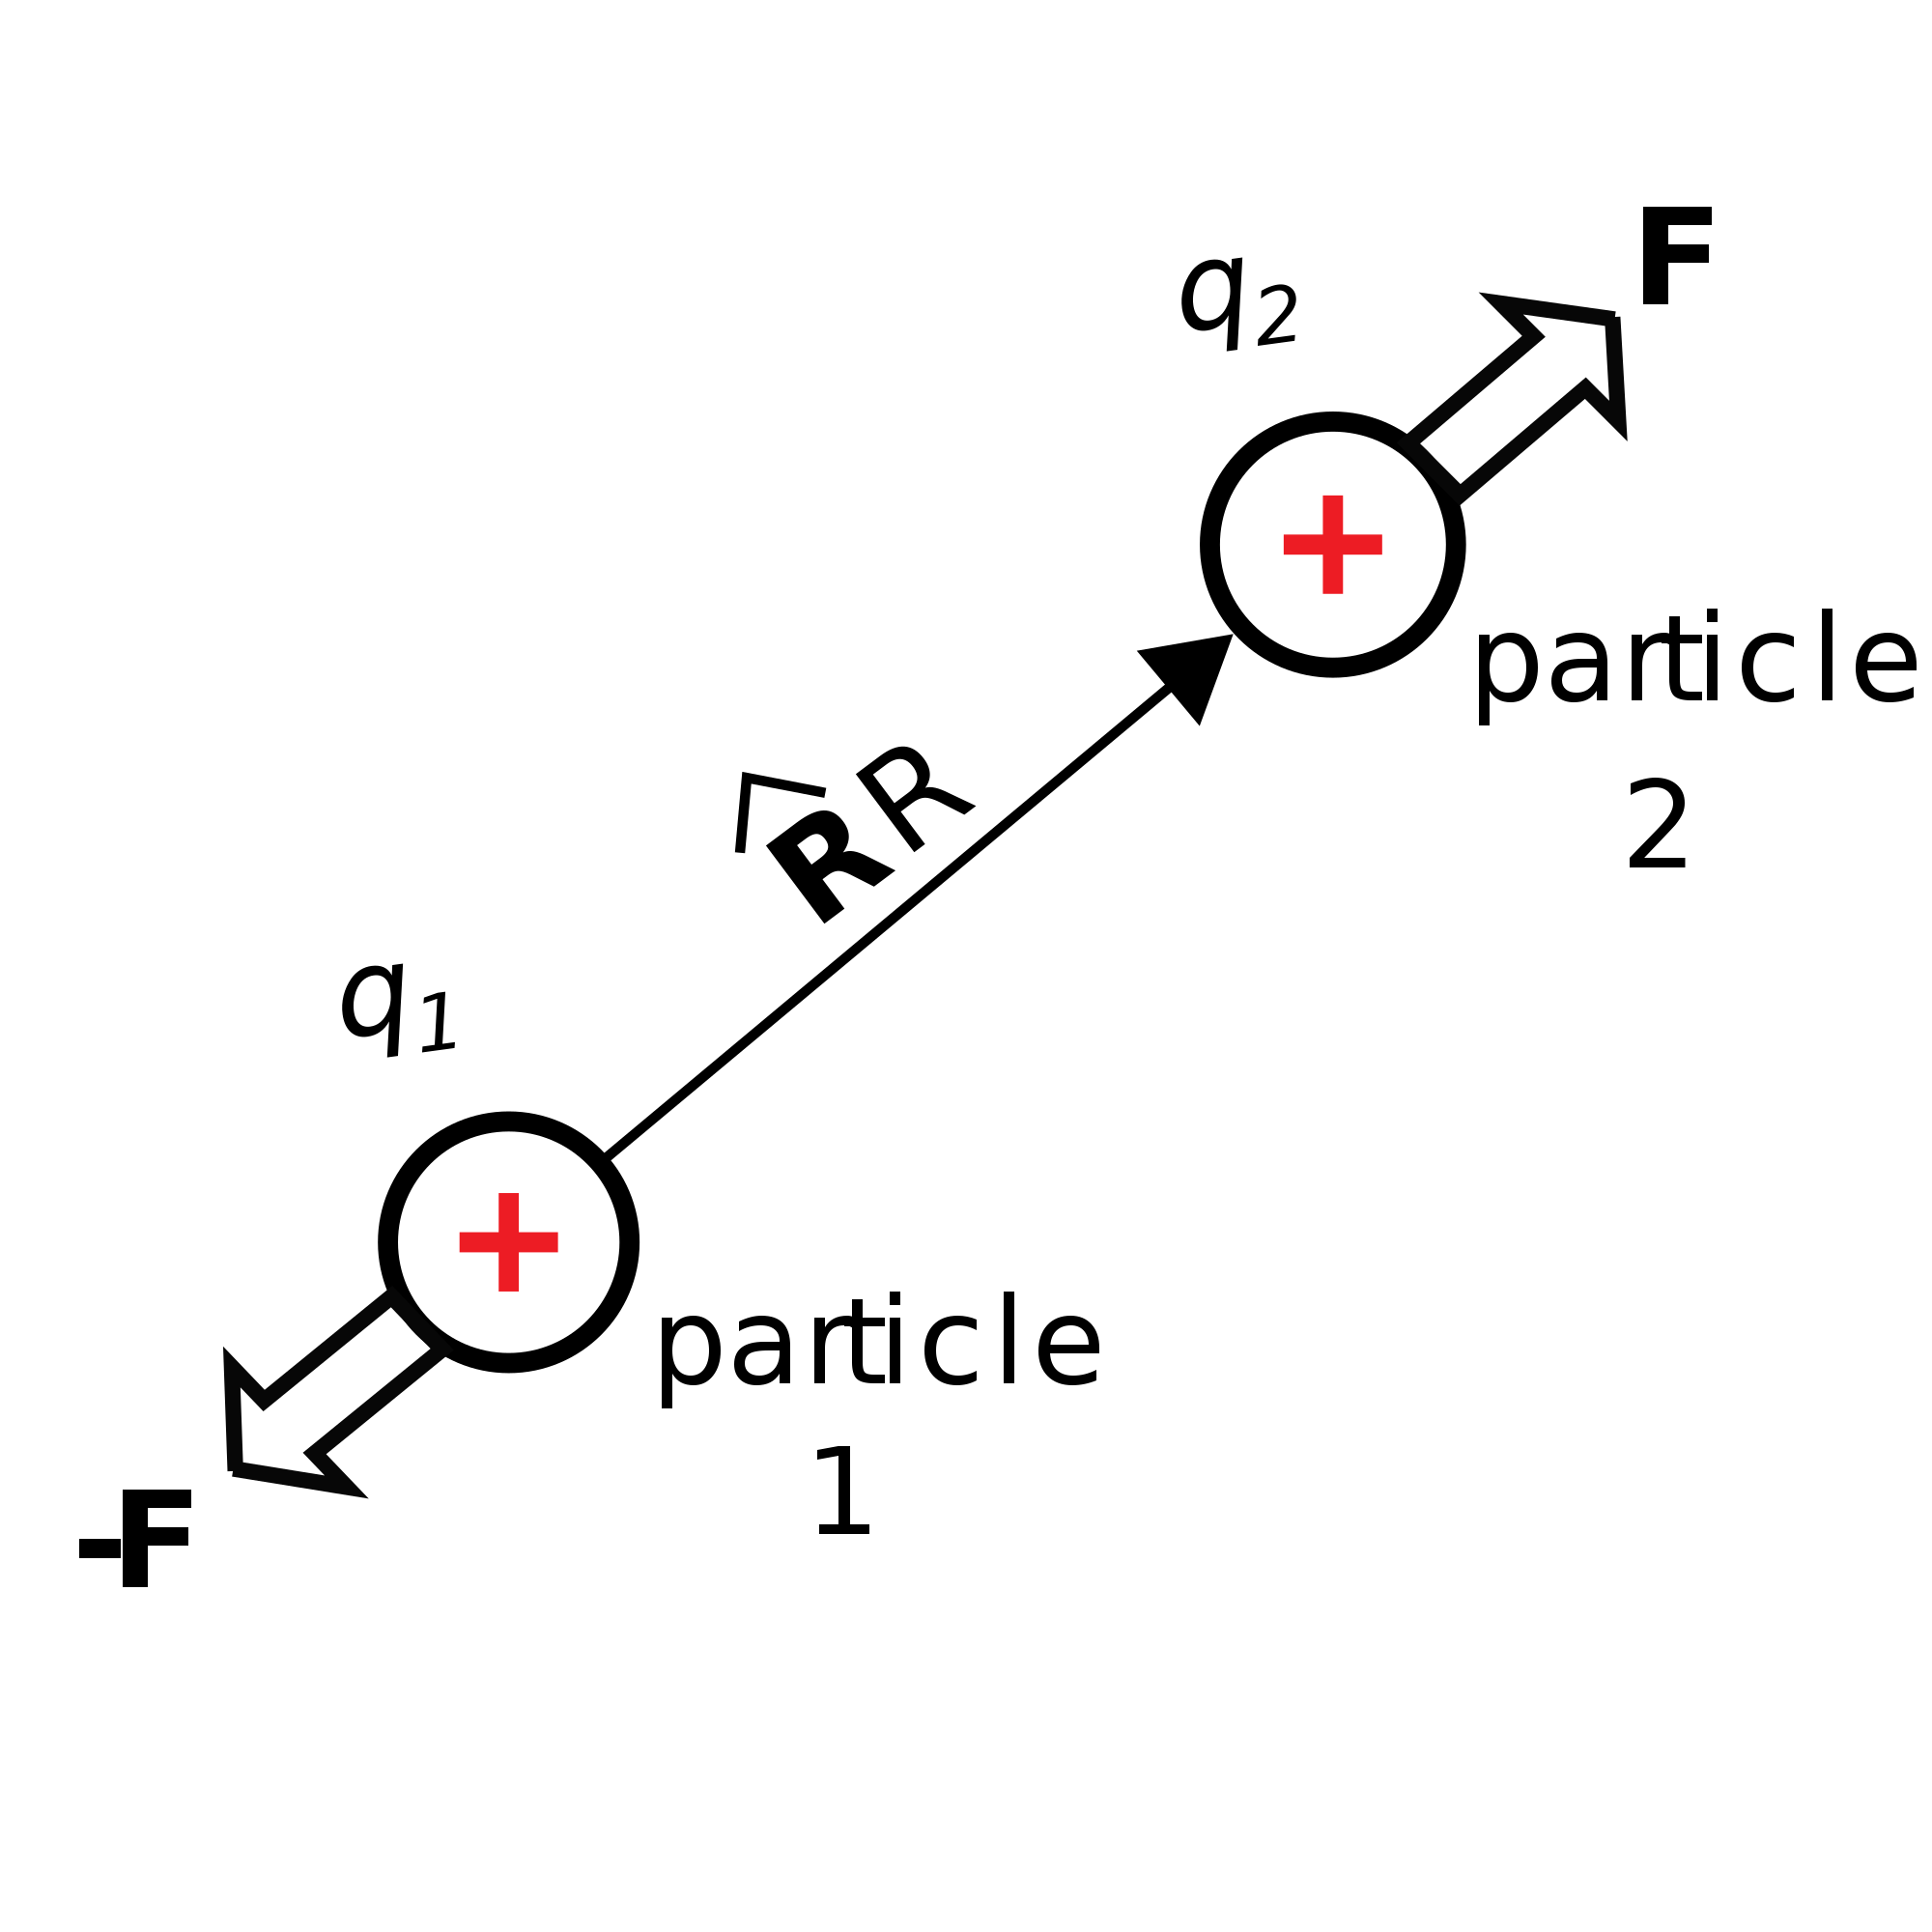 F
q2
+
particle
2
R̂R
q1
+
particle
1
-F